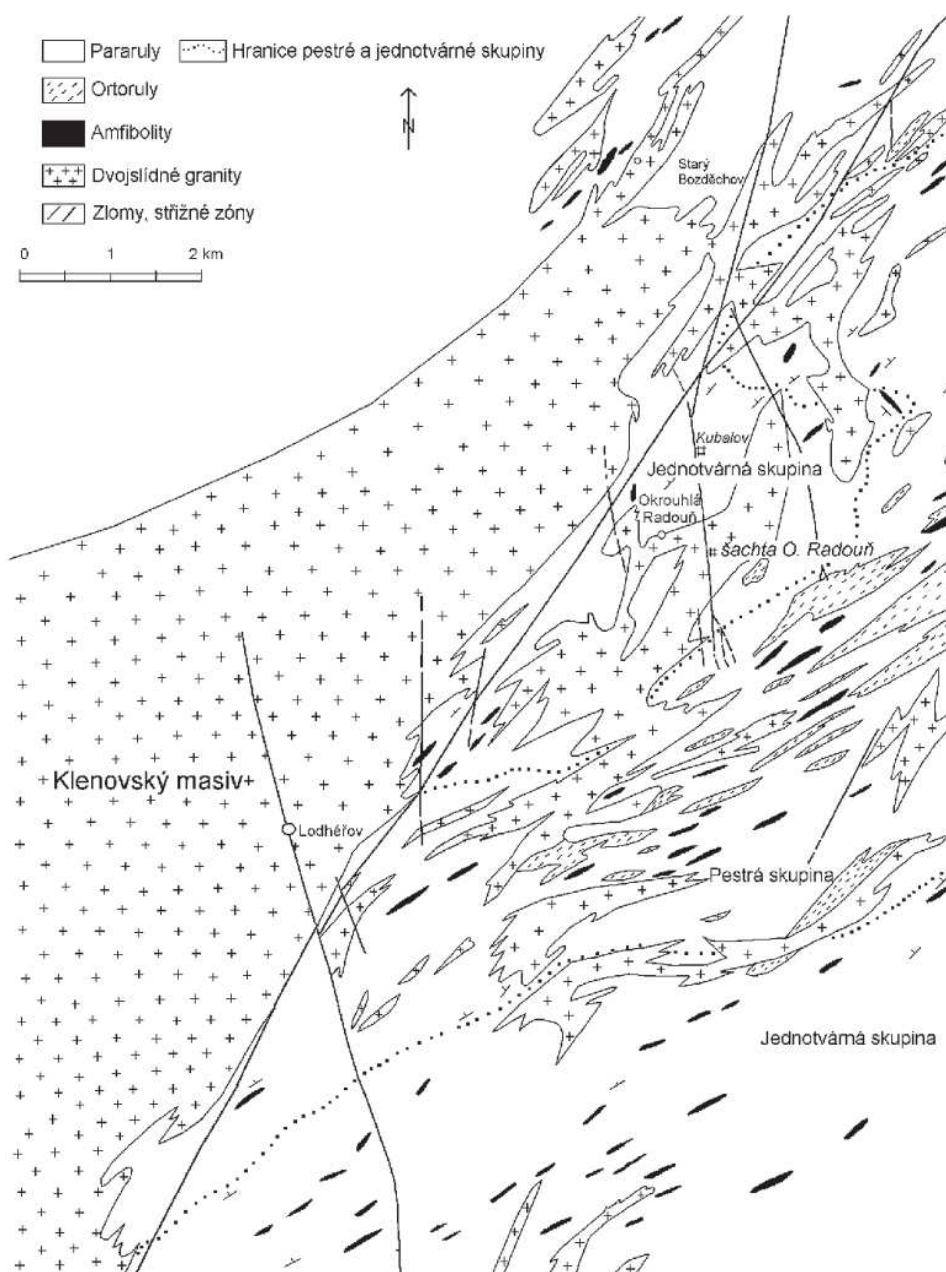 Pararuly
Hranice pestré a jednotvárné skupiny
Ortoruly
Amfibolity
Dvojslídné granity
Zlomy, střižné zóny
N
0 1 2 km
Starý
Bozděchov
Kubalov
Jednotvárná skupina
Okrouhlá
Radouň
šachta O. Radouň
Klenovský masiv
Lodhéřov
Pestrá skupina
Jednotvárná skupina